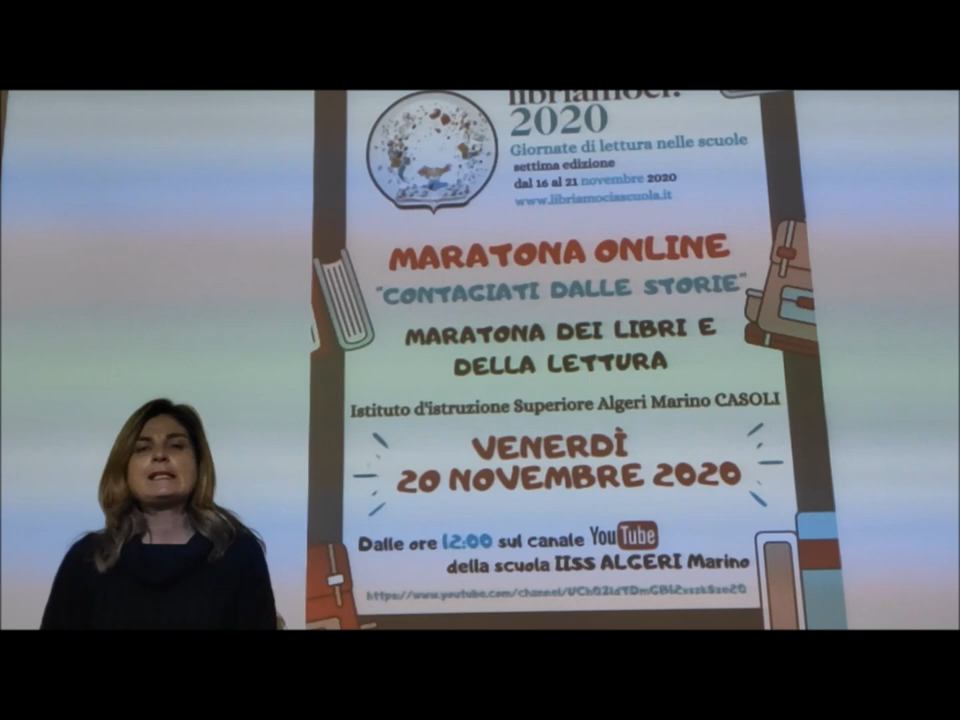 libriamoci.
2020
Giornate di lettura nelle scuole
settima edizione
dal 16 al 21 novembre 2020
www.libriamociascuola.it
MARATONA ONLINE
"CONTAGIATI DALLE STORIE"
MARATONA DEI LIBRI E
DELLA LETTURA
Istituto d'istruzione Superiore Algeri Marino CASOLI
VENERDÌ
20 NOVEMBRE 2020
Dalle ore 12.00 sul canale YouTube
della scuola IISS ALGERI Marino